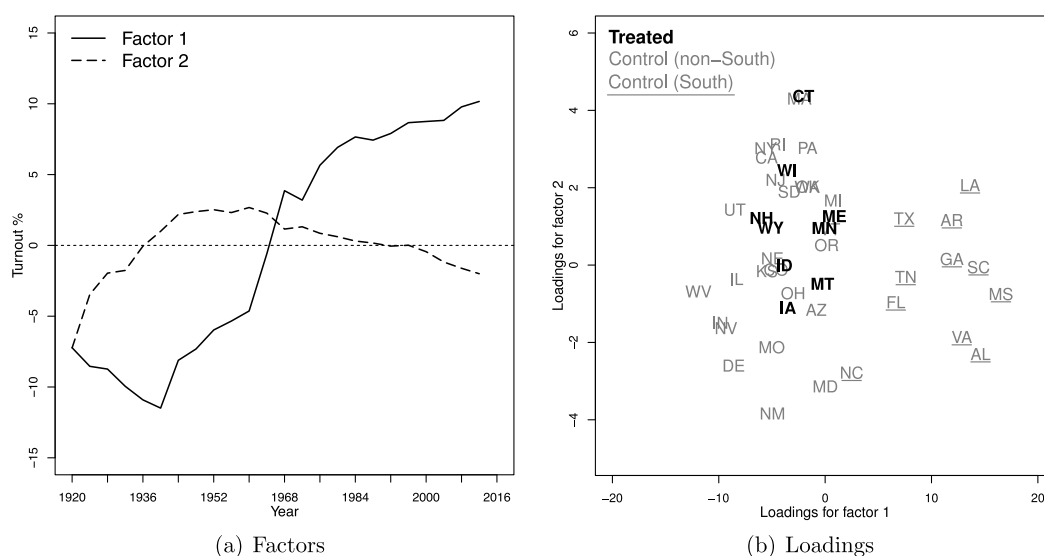 Factor 1
Factor 2
Turnout %
15
10
5
0
−5
−10
−15
1920
1936
1952
1968
1984
2000
2016
Year
(a) Factors
Treated
Control (non−South)
Control (South)
Loadings for factor 2
6
4
2
0
−2
−4
CT
MA
NY
RI
PA
CA
WI
NJ
SD
WA
MI
LA
UT
NH
ME
TX
AR
WY
MN
OR
NE
GA
KS
CO
ID
SC
IL
TN
MT
WV
OH
MS
FL
IA
AZ
IN
NV
VA
MO
AL
DE
NC
MD
NM
−20
−10
0
10
20
Loadings for factor 1
(b) Loadings